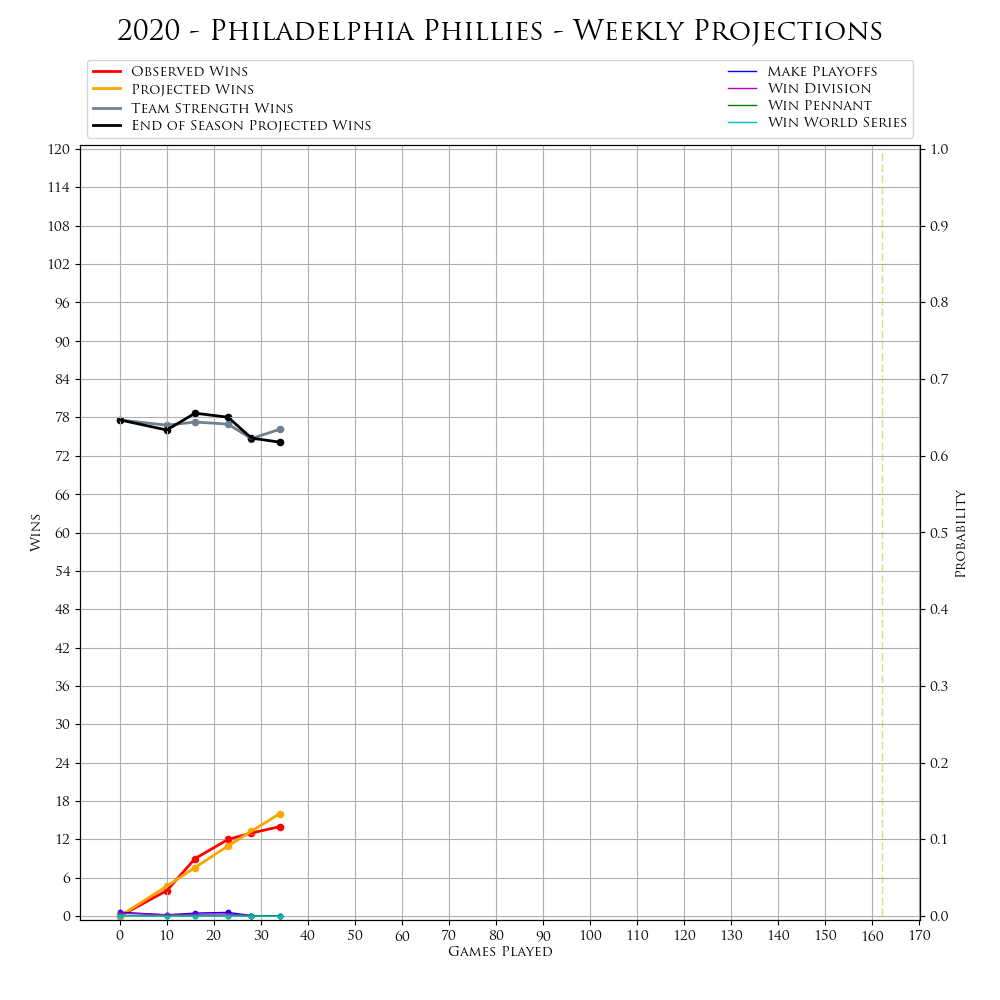 2020 - Philadelphia Phillies - Weekly Projections
Observed Wins
Projected Wins
Team Strength Wins
End of Season Projected Wins
Make Playoffs
Win Division
Win Pennant
Win World Series
120
114
108
102
96
90
84
78
72
66
60
54
48
42
36
30
24
18
12
6
0
Wins
1.0
0.9
0.8
0.7
0.6
0.5
0.4
0.3
0.2
0.1
0.0
Probability
0 10 20 30 40 50 60 70 80 90 100 110 120 130 140 150 160 170
Games Played